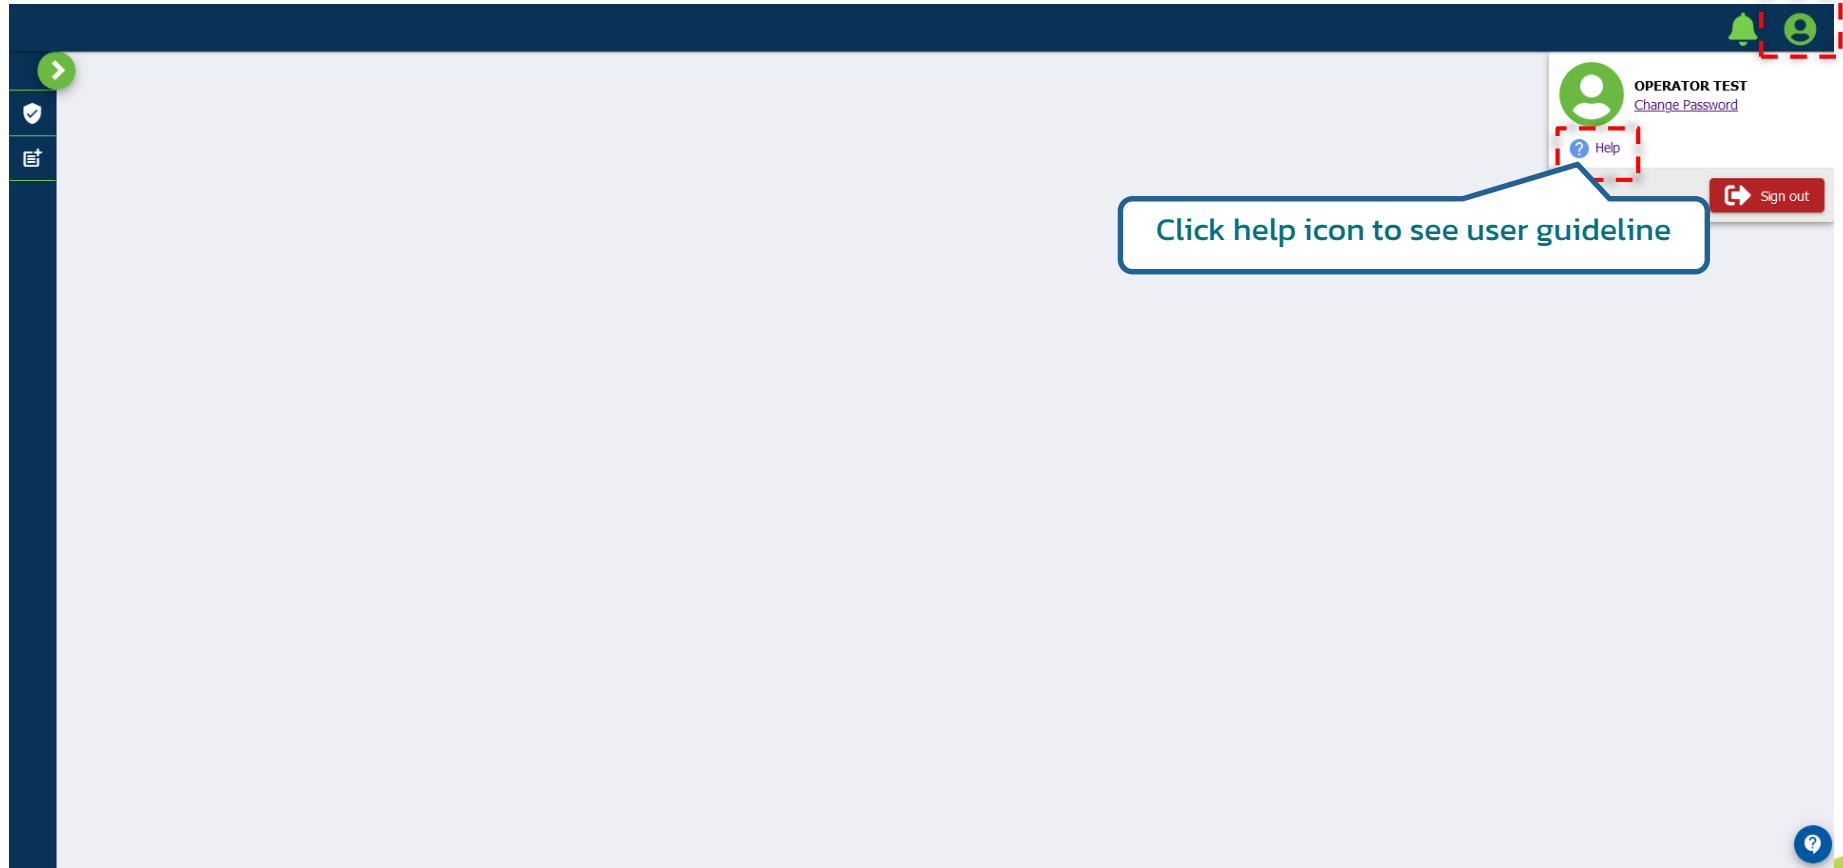 OPERATOR TEST
Change Password
Help
Sign out
Click help icon to see user guideline